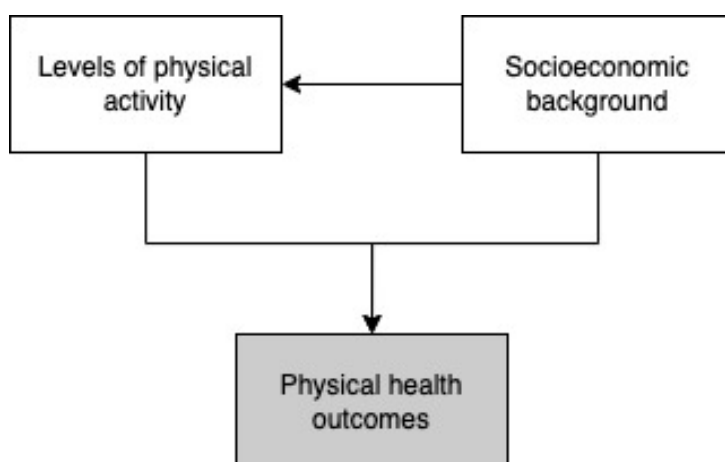 Levels of physical
activity
Socioeconomic
background
Physical health
outcomes